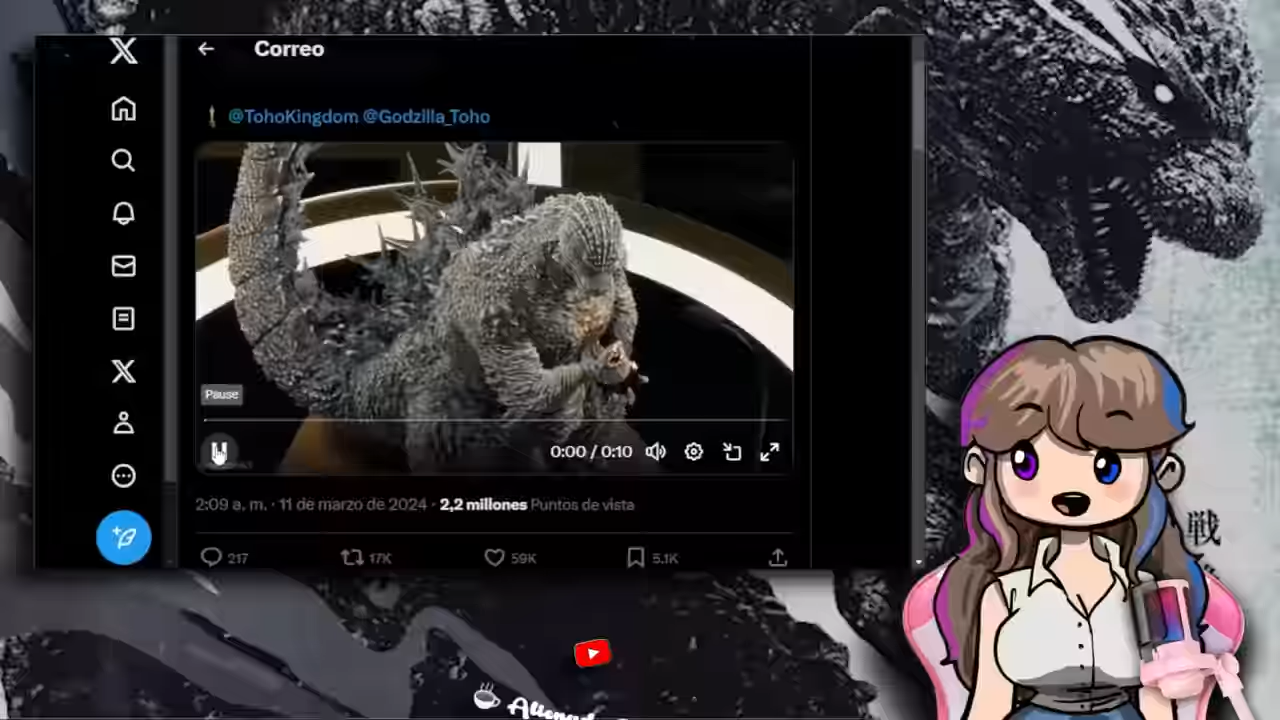 Correo
@TohoKingdom @Godzilla_Toho
Pause
0:00 / 0:10
2:09 a. m. · 11 de marzo de 2024 · 2,2 millones Puntos de vista
217 17K 59K 5.1K
戦